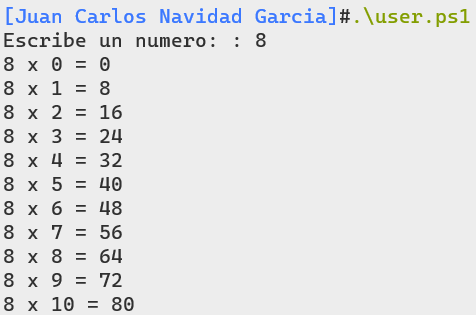 [Juan Carlos Navidad Garcia]#.\user.ps1
Escribe un numero: : 8
8 x 0 = 0
8 x 1 = 8
8 x 2 = 16
8 x 3 = 24
8 x 4 = 32
8 x 5 = 40
8 x 6 = 48
8 x 7 = 56
8 x 8 = 64
8 x 9 = 72
8 x 10 = 80